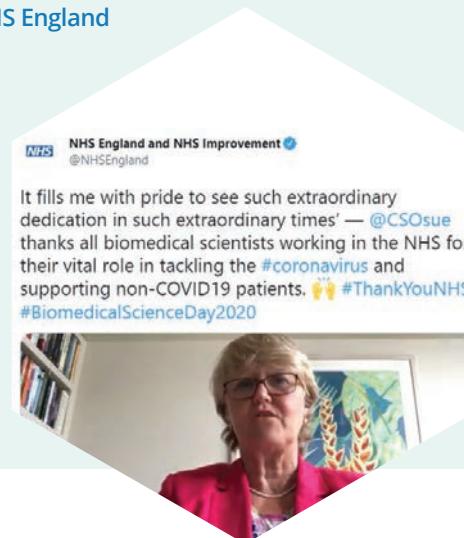 England
NHS
NHS England and NHS Improvement
@NHSEngland
It fills me with pride to see such extraordinary
dedication in such extraordinary times' — @CSOsue
thanks all biomedical scientists working in the NHS
their vital role in tackling the #coronavirus and
supporting non-COVID19 patients. 🙌 #ThankYouNHS
#BiomedicalScienceDay2020